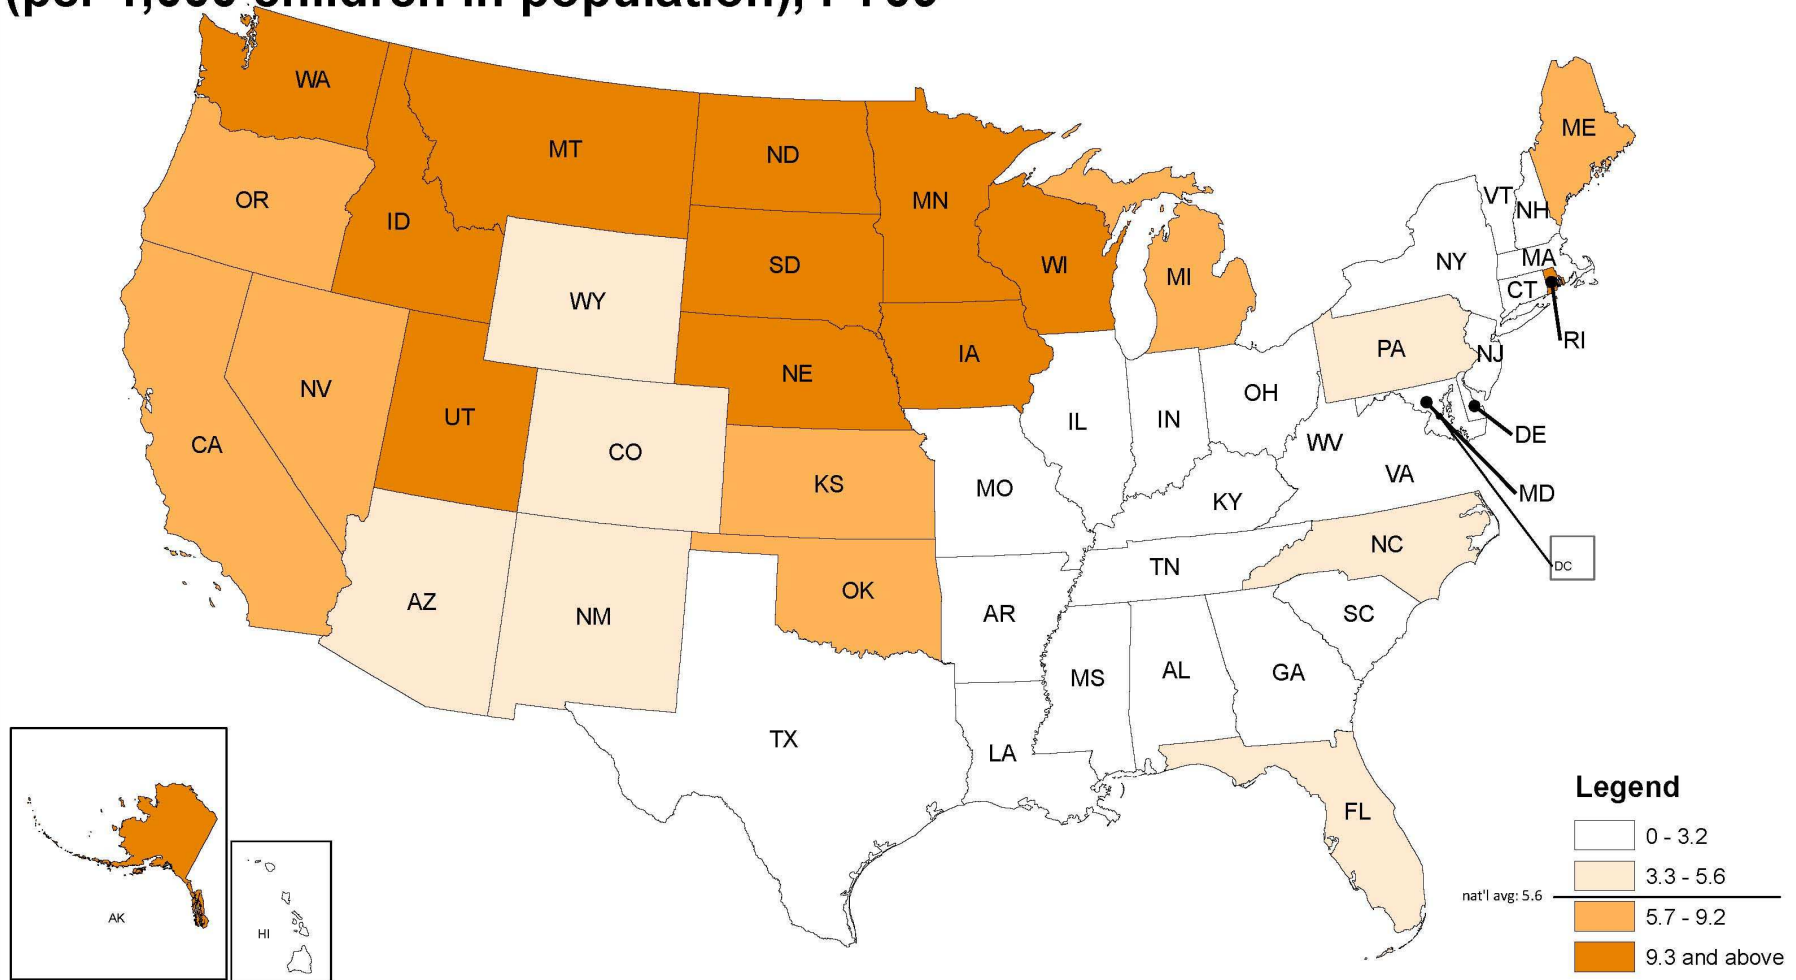 (per 1,000 children in population), FY09
WA
MT
ND
MN
ME
OR
ID
SD
WI
MI
VT
NH
NY
MA
CT
RI
WY
NE
IA
PA
NJ
NV
UT
CA
CO
KS
MO
IL
IN
OH
WV
VA
KY
DE
MD
DC
AZ
NM
OK
AR
TN
NC
SC
MS
AL
GA
TX
LA
FL
AK
HI
Legend
0 - 3.2
3.3 - 5.6
nat'l avg: 5.6
5.7 - 9.2
9.3 and above